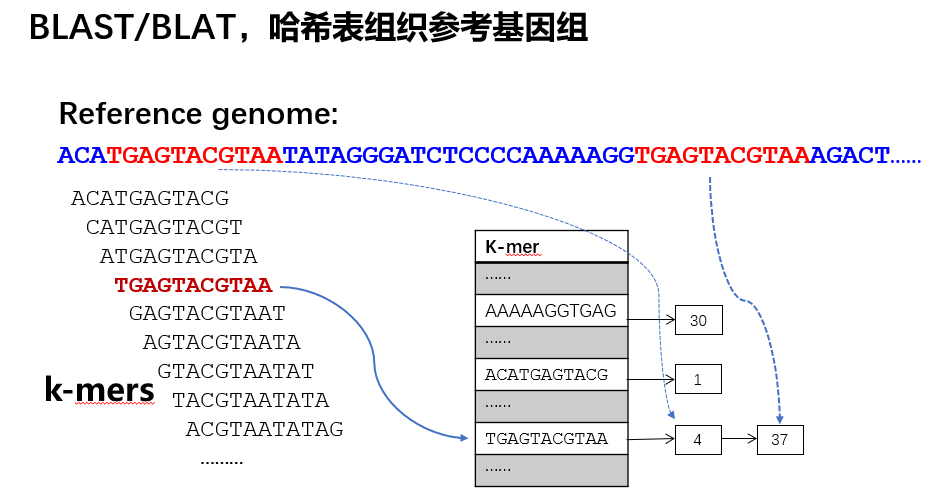 BLAST/BLAT，哈希表组织参考基因组
Reference genome:
ACATGAGTACGTAATATAGGGATCTCCCCAAAAAGGTGAGTACGTAAAGACT……
ACATGAGTACG
CATGAGTACGT
ATGAGTACGTA
TGAGTACGTAA
GAGTACGTAAT
AGTACGTAATA
GTACGTAATAT
k-mers
TACGTAATATA
ACGTAATATAG
………
K-mer
……
AAAAAGGTGAG
30
……
ACATGAGTACG
1
……
TGAGTACGTAA
4
37
……